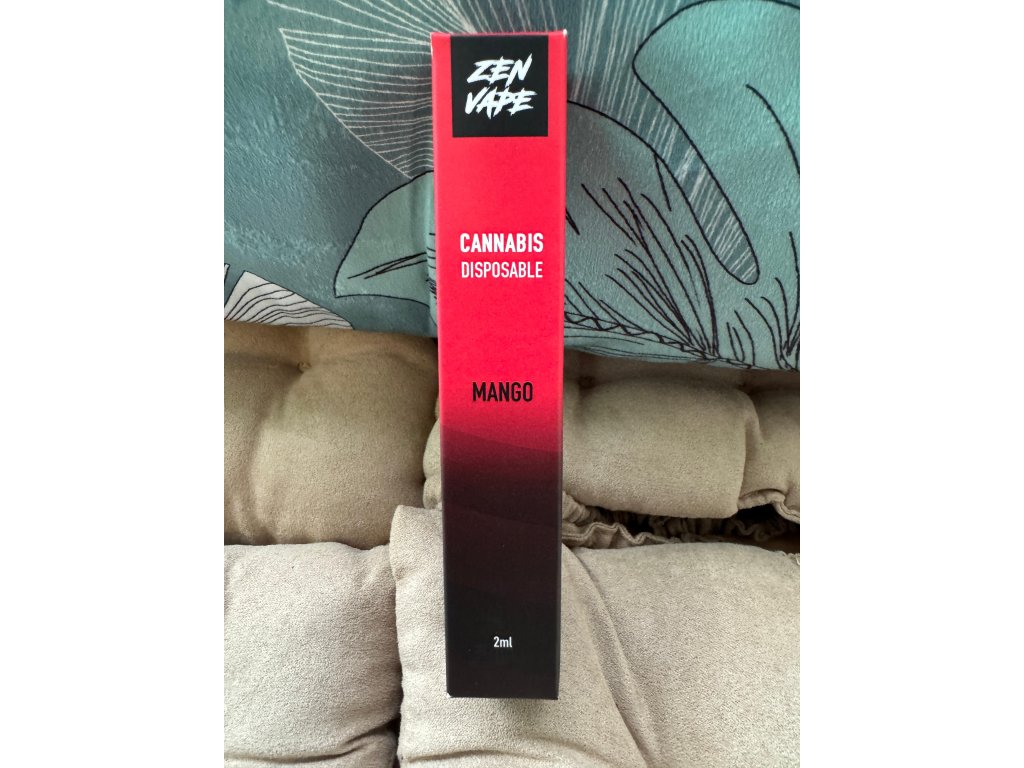 ZEN
VAPE
CANNABIS
DISPOSABLE
MANGO
2ml